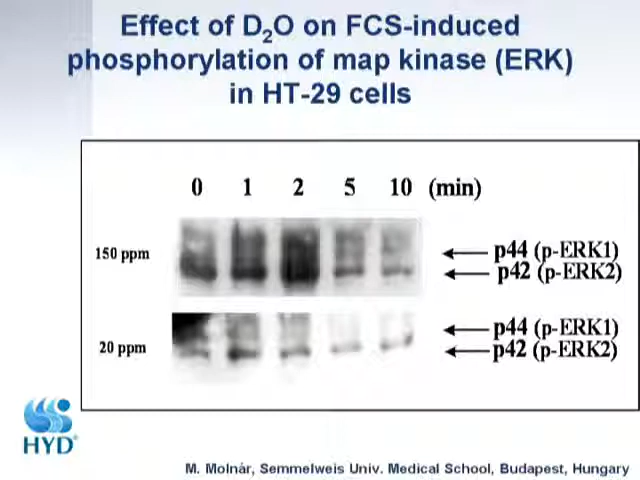 Effect of D₂O on FCS-induced
phosphorylation of map kinase (ERK)
in HT-29 cells
0 1 2 5 10 (min)
150 ppm
p44 (p-ERK1)
p42 (p-ERK2)
20 ppm
p44 (p-ERK1)
p42 (p-ERK2)
HYD®
M. Molnár, Semmelweis Univ. Medical School, Budapest, Hungary